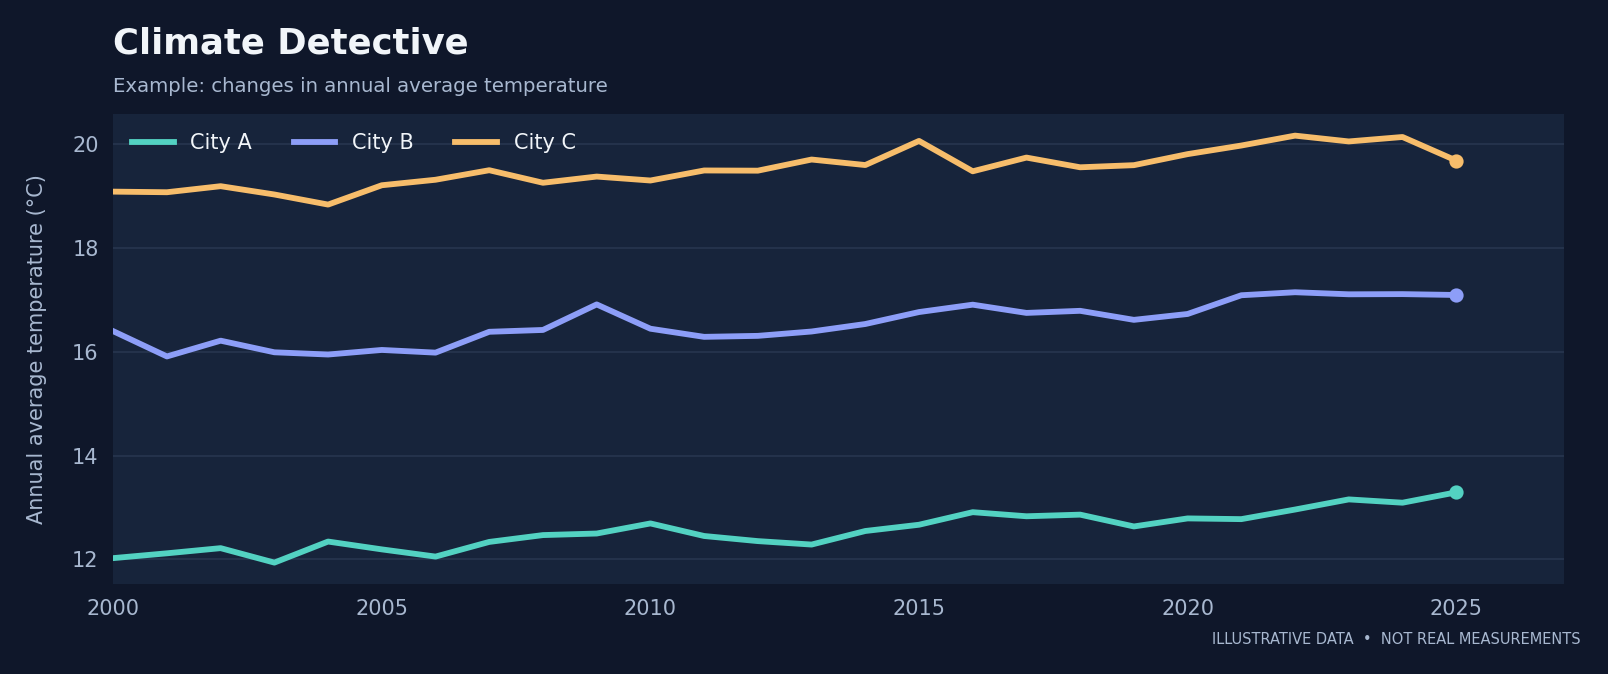 Climate Detective
Example: changes in annual average temperature
City A
City B
City C
Annual average temperature (°C)
20
18
16
14
12
2000
2005
2010
2015
2020
2025
ILLUSTRATIVE DATA • NOT REAL MEASUREMENTS